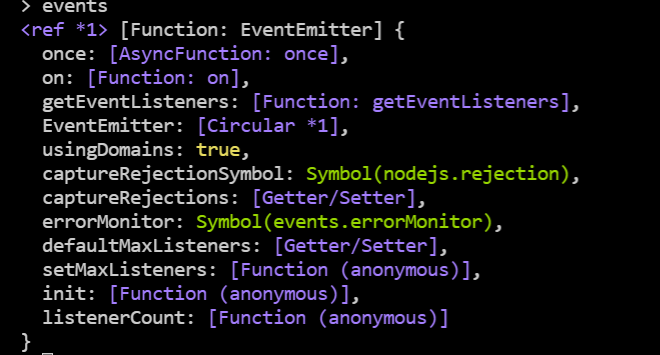 > events
<ref *1> [Function: EventEmitter] {
  once: [AsyncFunction: once],
  on: [Function: on],
  getEventListeners: [Function: getEventListeners],
  EventEmitter: [Circular *1],
  usingDomains: true,
  captureRejectionSymbol: Symbol(nodejs.rejection),
  captureRejections: [Getter/Setter],
  errorMonitor: Symbol(events.errorMonitor),
  defaultMaxListeners: [Getter/Setter],
  setMaxListeners: [Function (anonymous)],
  init: [Function (anonymous)],
  listenerCount: [Function (anonymous)]
}